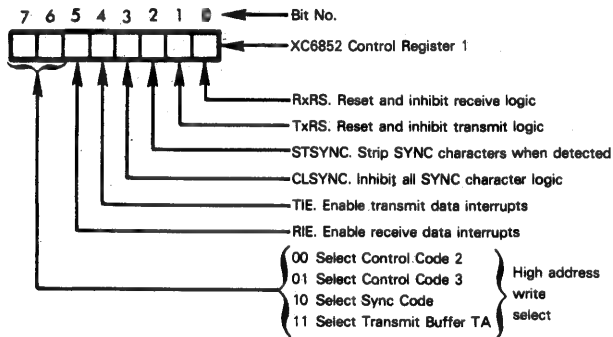 7 6 5 4 3 2 1 0 Bit No.
XC6852 Control Register 1
RxRS. Reset and inhibit receive logic
TxRS. Reset and inhibit transmit logic
STSYNC. Strip SYNC characters when detected
CLSYNC. Inhibit all SYNC character logic
TIE. Enable transmit data interrupts
RIE. Enable receive data interrupts
00 Select Control Code 2
01 Select Control Code 3
10 Select Sync Code
11 Select Transmit Buffer TA
High address
write
select